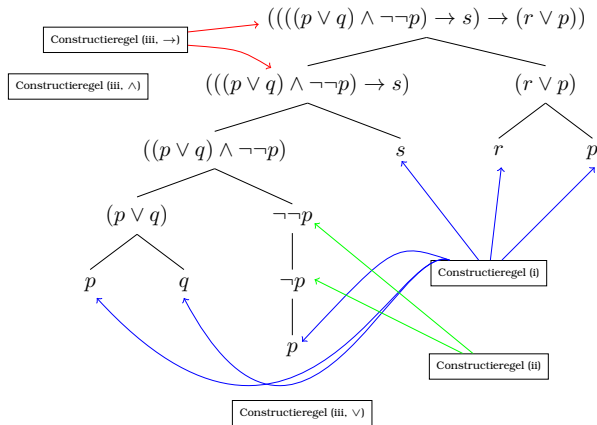 ((((p ∨ q) ∧ ¬¬p) → s) → (r ∨ p))
Constructieregel (iii, →)
(((p ∨ q) ∧ ¬¬p) → s)
(r ∨ p)
Constructieregel (iii, ∧)
((p ∨ q) ∧ ¬¬p)
s
r
p
(p ∨ q)
¬¬p
Constructieregel (i)
p
q
¬p
p
Constructieregel (ii)
Constructieregel (iii, ∨)